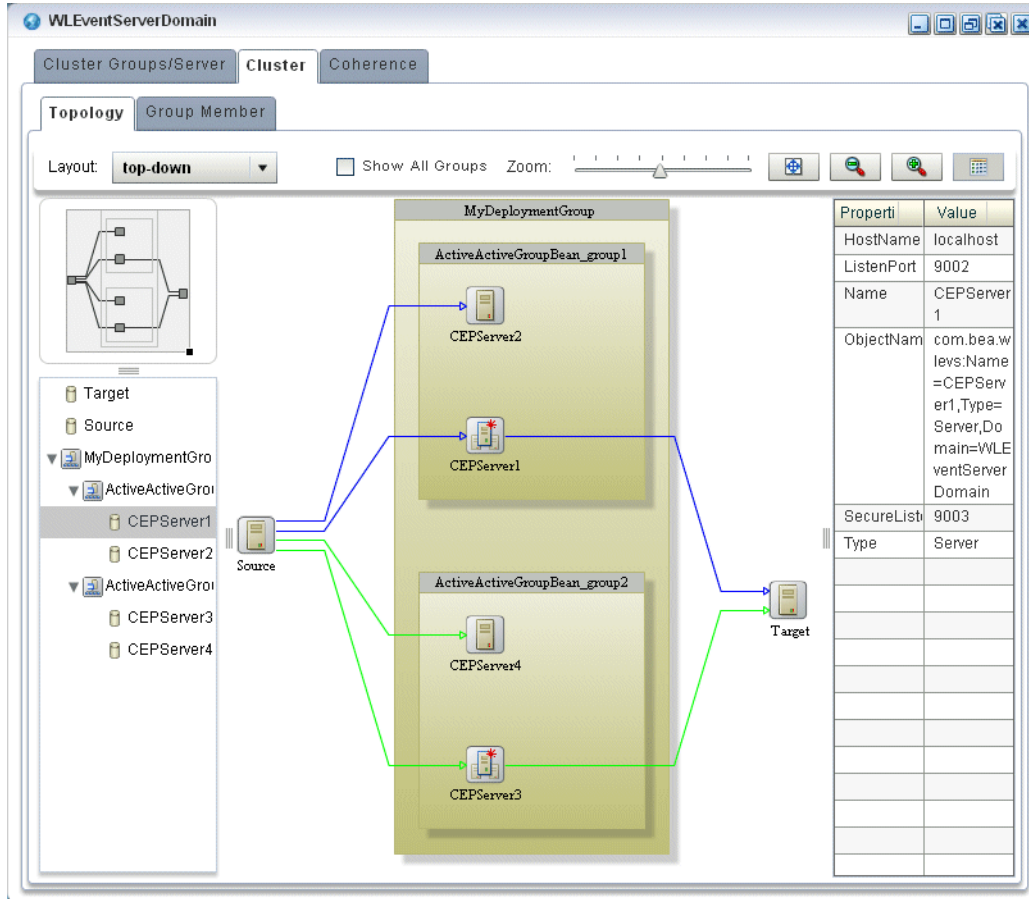 WLEventServerDomain
Cluster Groups/Server
Cluster
Coherence
Topology
Group Member
Layout:
top-down
Show All Groups
Zoom:
Target
Source
MyDeploymentGro
ActiveActiveGrou
CEPServer1
CEPServer2
ActiveActiveGrou
CEPServer3
CEPServer4
Source
MyDeploymentGroup
ActiveActiveGroupBean_group1
CEPServer2
CEPServer1
ActiveActiveGroupBean_group2
CEPServer4
CEPServer3
Target
Properti Value
HostName localhost
ListenPort 9002
Name CEPServer
1
ObjectNam com.bea.w
levs:Name
=CEPServ
er1,Type=
Server,Do
main=WLE
ventServer
Domain
SecureListe 9003
Type Server